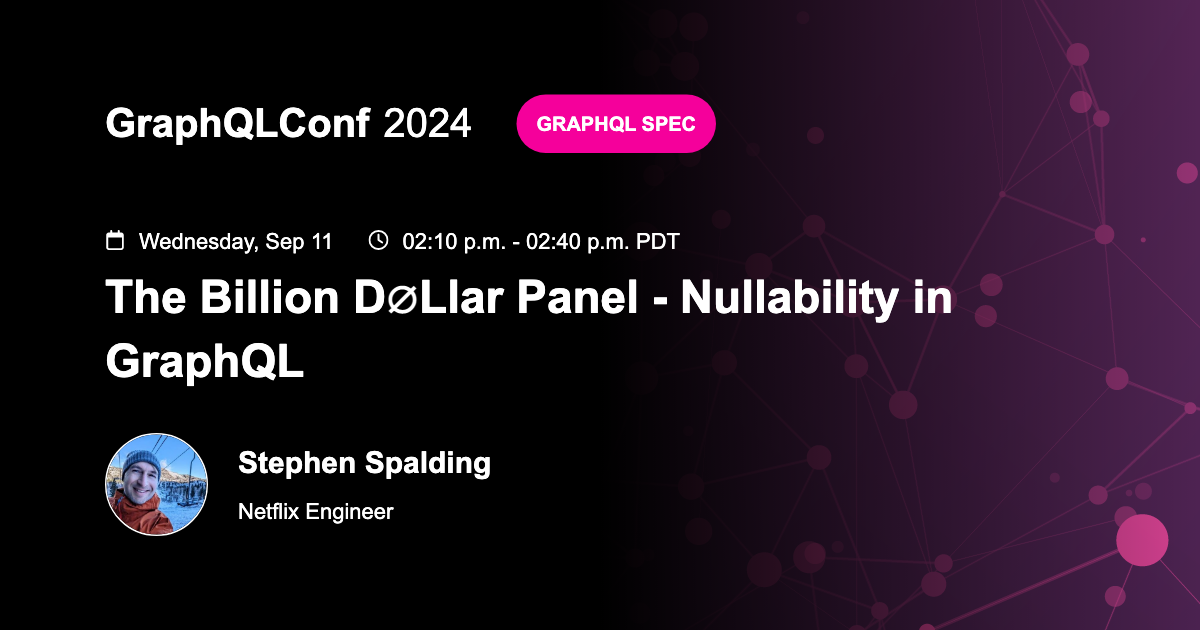 GraphQLConf 2024
GRAPHQL SPEC
Wednesday, Sep 11
02:10 p.m. - 02:40 p.m. PDT
The Billion D∅Llar Panel - Nullability in
GraphQL
Stephen Spalding
Netflix Engineer